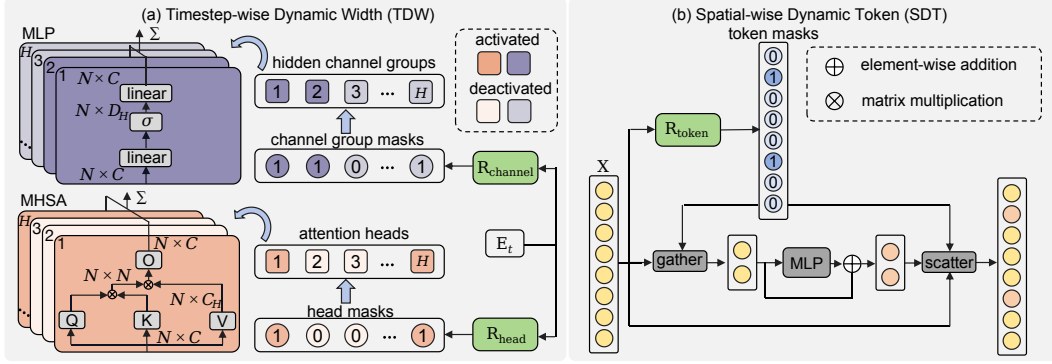 (a) Timestep-wise Dynamic Width (TDW)
MLP
H
3
2
1
Σ
N × C
linear
N × D_H
σ
linear
N × C
...
hidden channel groups
1 2 3 ... H
channel group masks
1 1 0 ... 1
R_channel
activated
deactivated
MHSA
H
3
2
1
Σ
N × C
O
N × N
N × C_H
Q K V
N × C
...
attention heads
1 2 3 ... H
head masks
1 0 0 ... 1
R_head
E_t
(b) Spatial-wise Dynamic Token (SDT)
token masks
0
1
0
0
0
1
0
0
element-wise addition
matrix multiplication
R_token
X
gather
MLP
scatter